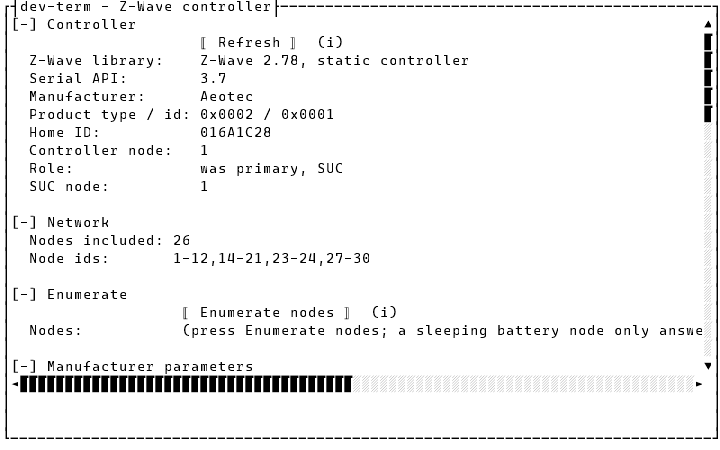 dev-term - Z-Wave controller
[-] Controller
〚 Refresh 〛 (i)
Z-Wave library: Z-Wave 2.78, static controller
Serial API: 3.7
Manufacturer: Aeotec
Product type / id: 0x0002 / 0x0001
Home ID: 016A1C28
Controller node: 1
Role: was primary, SUC
SUC node: 1
[-] Network
Nodes included: 26
Node ids: 1-12,14-21,23-24,27-30
[-] Enumerate
〚 Enumerate nodes 〛 (i)
Nodes: (press Enumerate nodes; a sleeping battery node only answe
[-] Manufacturer parameters